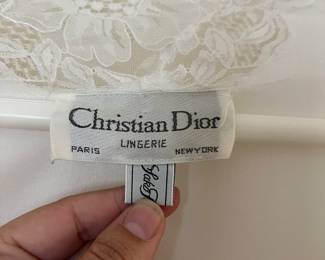 Christian Dior
LINGERIE
PARIS NEW YORK